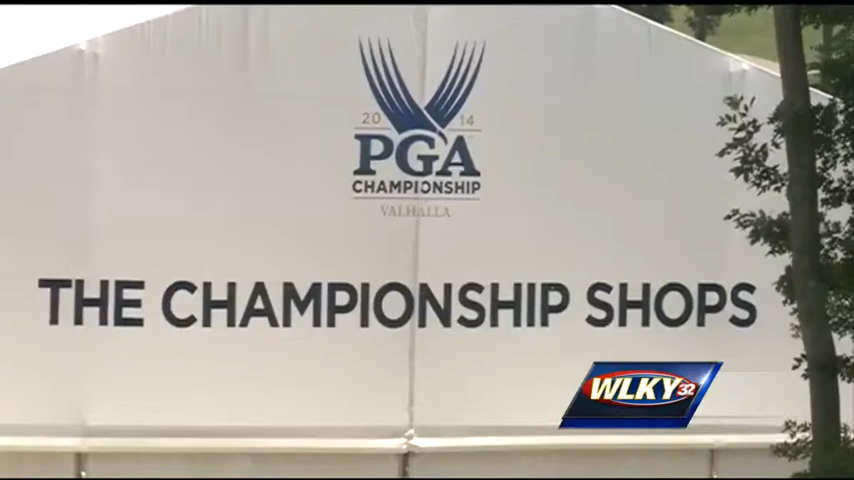 20 14
PGA
CHAMPIONSHIP
VALHALLA
THE CHAMPIONSHIP SHOPS
WLKY 32